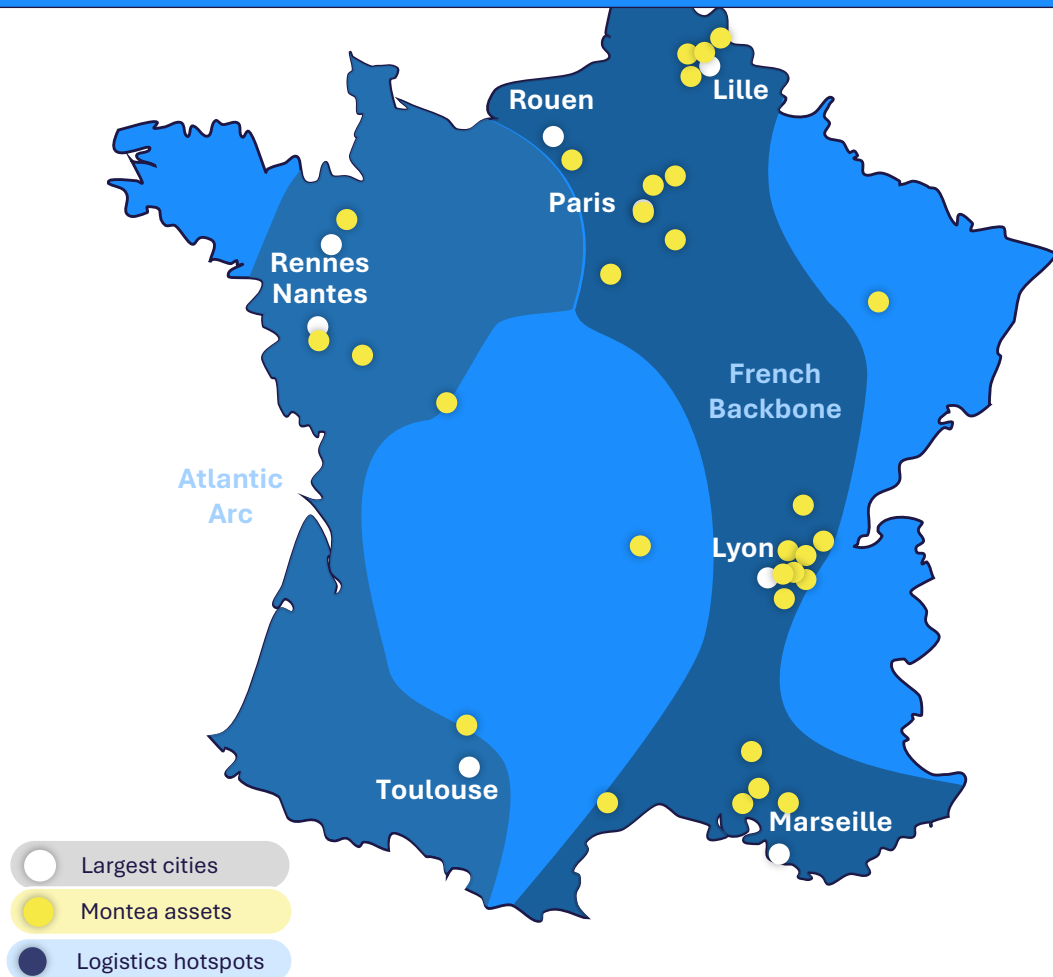 Lille
Rouen
Paris
Rennes
Nantes
French
Backbone
Atlantic
Arc
Lyon
Toulouse
Marseille
Largest cities
Montea assets
Logistics hotspots